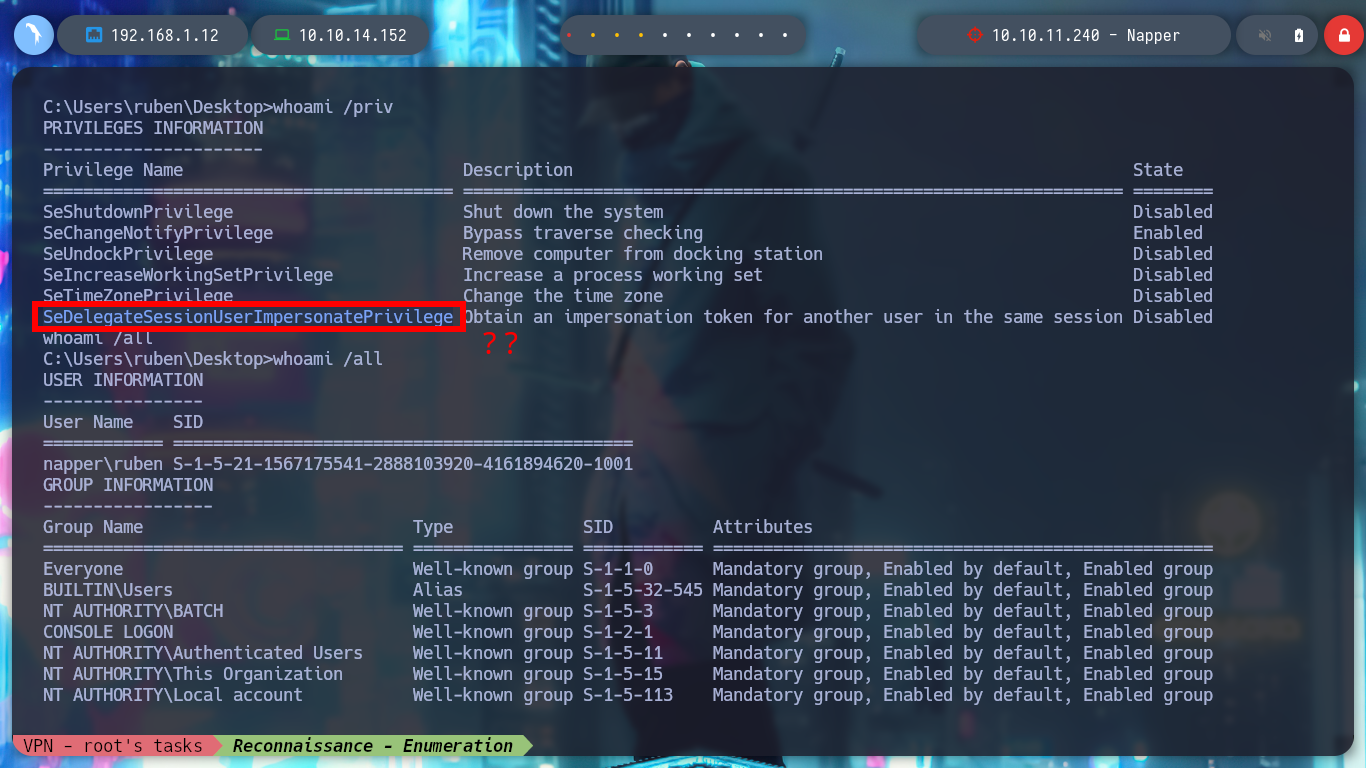 192.168.1.12 10.10.14.152 10.10.11.240 - Napper
C:\Users\ruben\Desktop>whoami /priv
PRIVILEGES INFORMATION
----------------------
Privilege Name Description State
========================================= ================================================================== ========
SeShutdownPrivilege Shut down the system Disabled
SeChangeNotifyPrivilege Bypass traverse checking Enabled
SeUndockPrivilege Remove computer from docking station Disabled
SeIncreaseWorkingSetPrivilege Increase a process working set Disabled
SeTimeZonePrivilege Change the time zone Disabled
SeDelegateSessionUserImpersonatePrivilege Obtain an impersonation token for another user in the same session Disabled
whoami /all ??
C:\Users\ruben\Desktop>whoami /all
USER INFORMATION
----------------
User Name SID
============ ==============================================
napper\ruben S-1-5-21-1567175541-2888103920-4161894620-1001
GROUP INFORMATION
-----------------
Group Name Type SID Attributes
==================================== ================ ============ ==================================================
Everyone Well-known group S-1-1-0 Mandatory group, Enabled by default, Enabled group
BUILTIN\Users Alias S-1-5-32-545 Mandatory group, Enabled by default, Enabled group
NT AUTHORITY\BATCH Well-known group S-1-5-3 Mandatory group, Enabled by default, Enabled group
CONSOLE LOGON Well-known group S-1-2-1 Mandatory group, Enabled by default, Enabled group
NT AUTHORITY\Authenticated Users Well-known group S-1-5-11 Mandatory group, Enabled by default, Enabled group
NT AUTHORITY\This Organization Well-known group S-1-5-15 Mandatory group, Enabled by default, Enabled group
NT AUTHORITY\Local account Well-known group S-1-5-113 Mandatory group, Enabled by default, Enabled group
VPN - root's tasks Reconnaissance - Enumeration